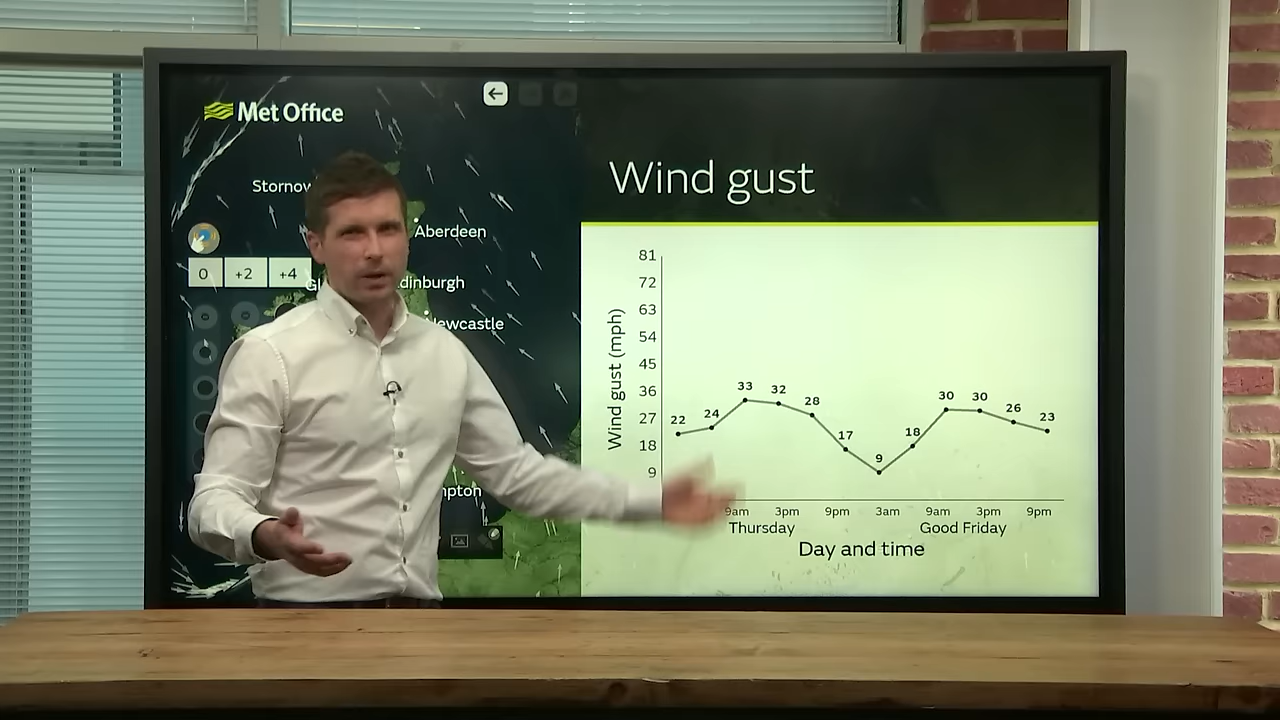 Met Office
Stornow
Aberdeen
0 +2 +4
Gl
dinburgh
ewcastle
mpton
Wind gust
Wind gust (mph)
81
72
63
54
45
36
27
18
9
22 24 33 32 28 17 9 18 30 30 26 23
9am 3pm 9pm 3am 9am 3pm 9pm
Thursday Good Friday
Day and time